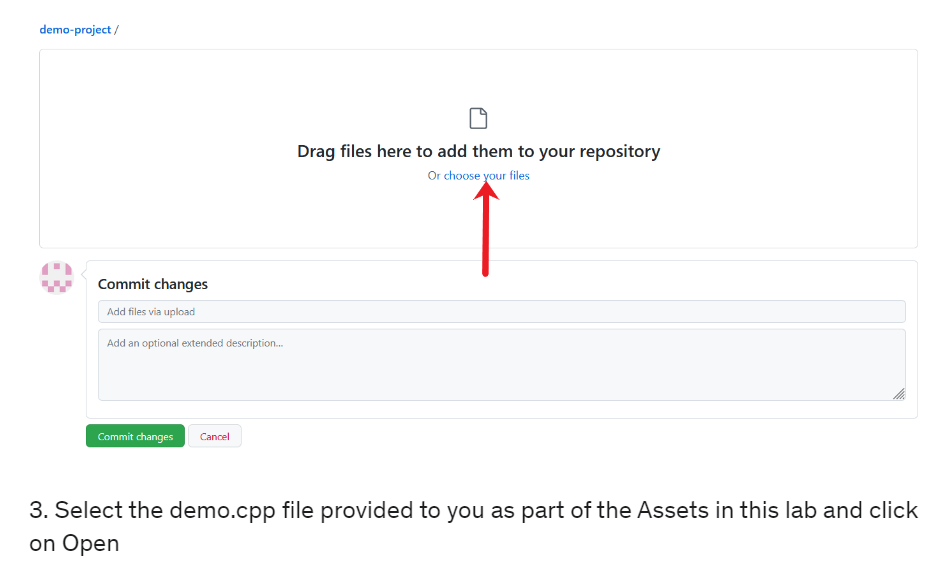 demo-project /
Drag files here to add them to your repository
Or choose your files
Commit changes
Add files via upload
Add an optional extended description...
Commit changes Cancel
3. Select the demo.cpp file provided to you as part of the Assets in this lab and click
on Open